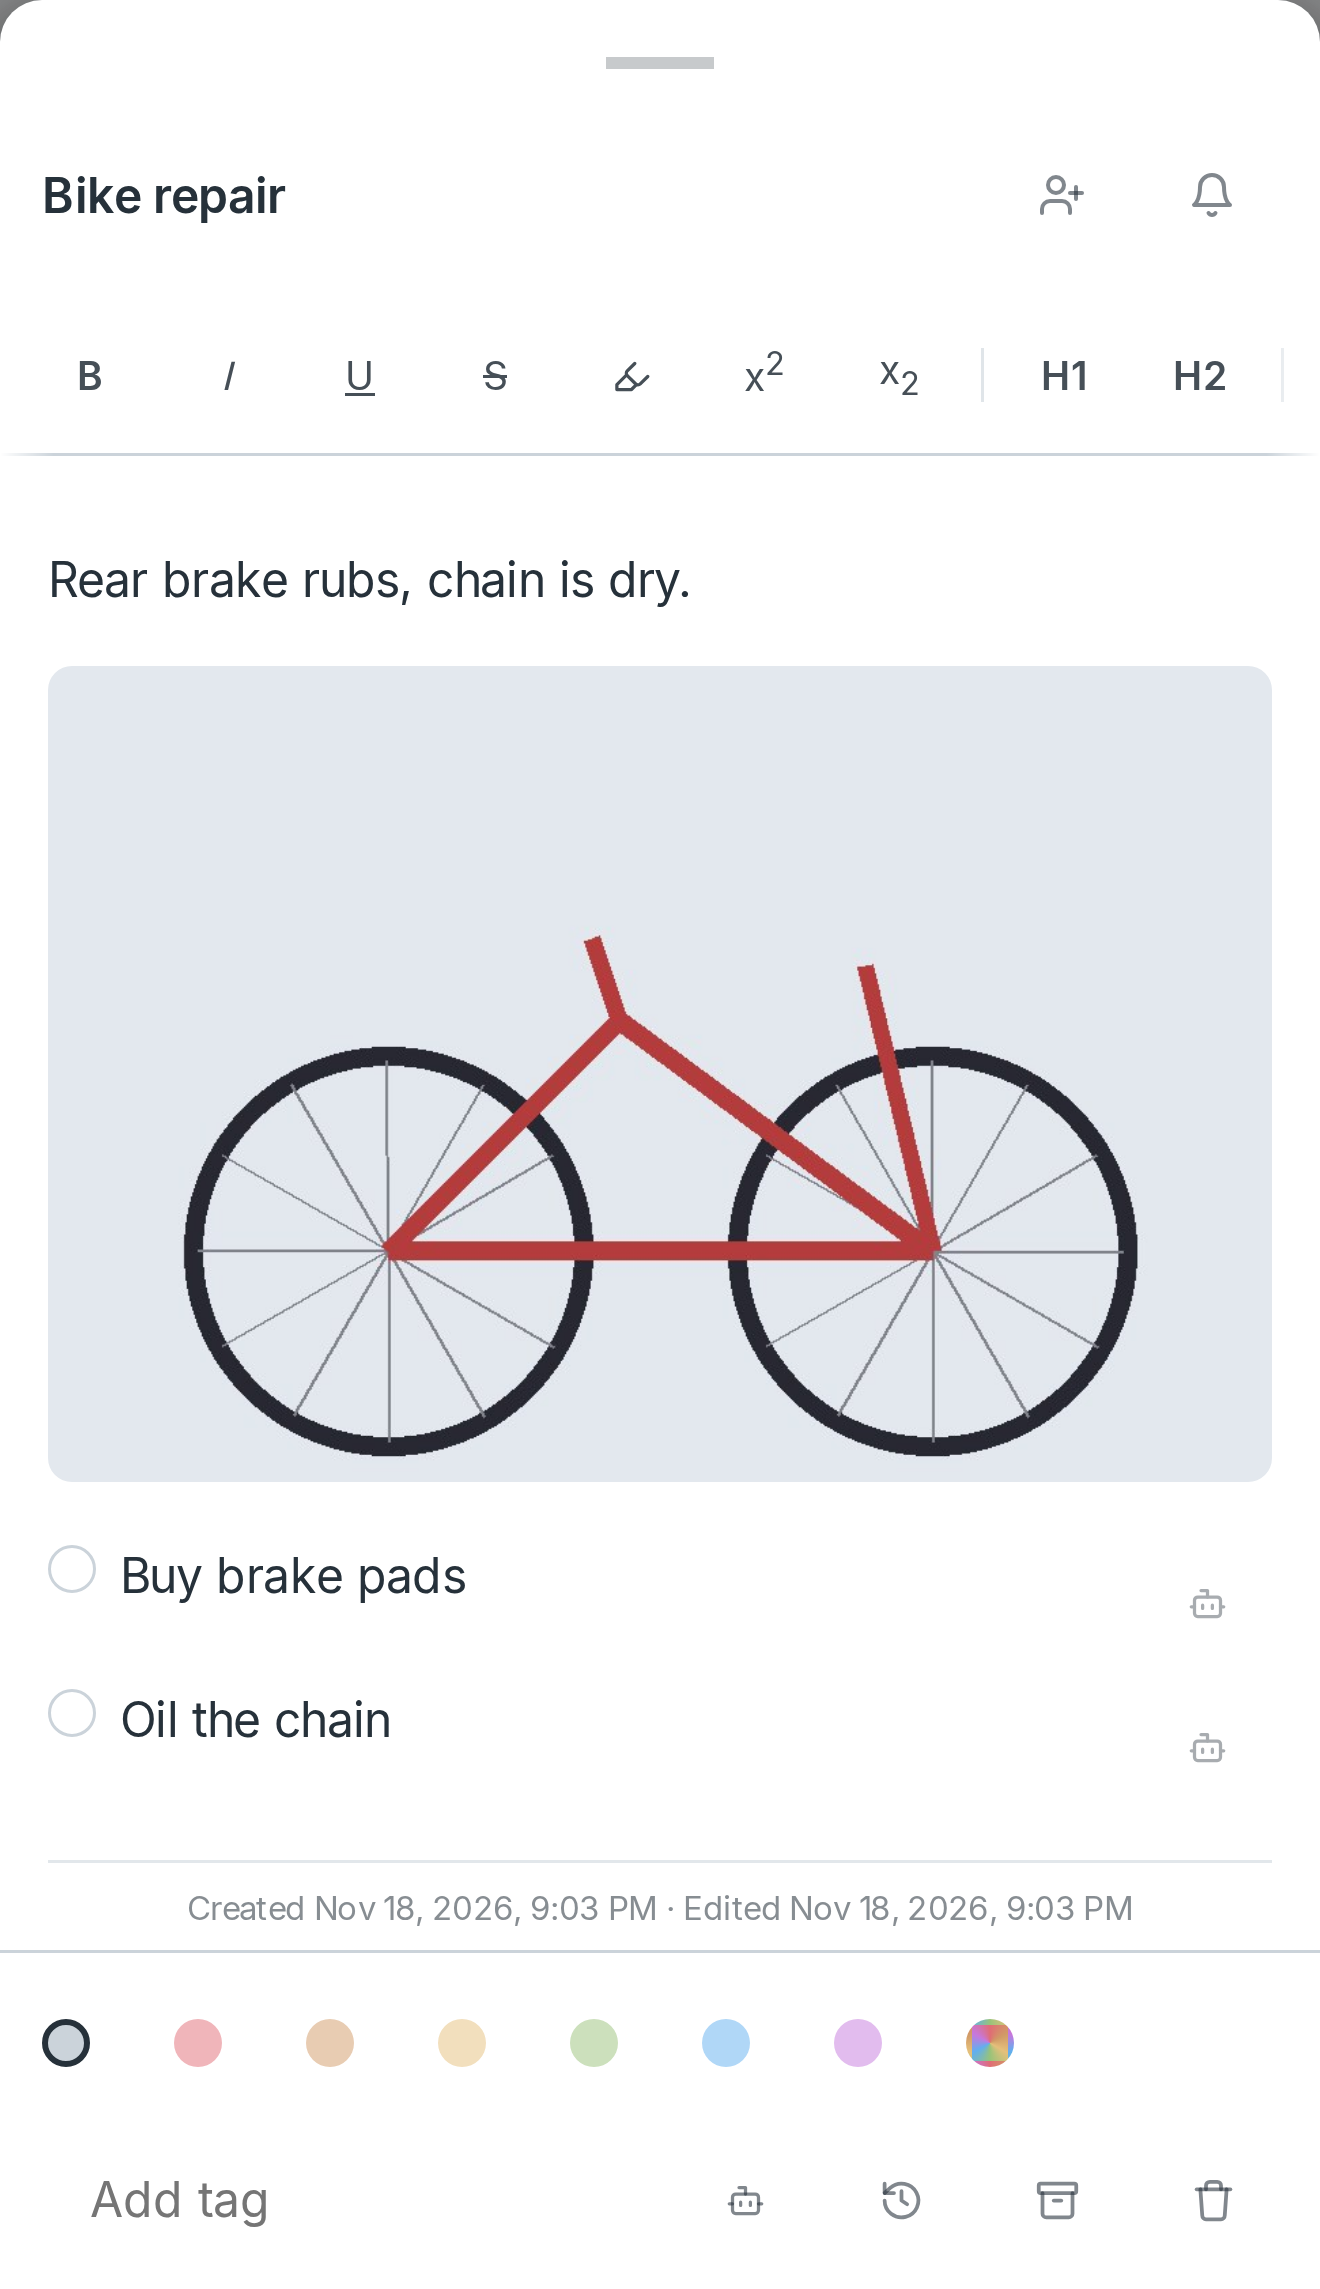 Bike repair
B I U S x2 x2 H1 H2
Rear brake rubs, chain is dry.
Buy brake pads
Oil the chain
Created Nov 18, 2026, 9:03 PM · Edited Nov 18, 2026, 9:03 PM
Add tag